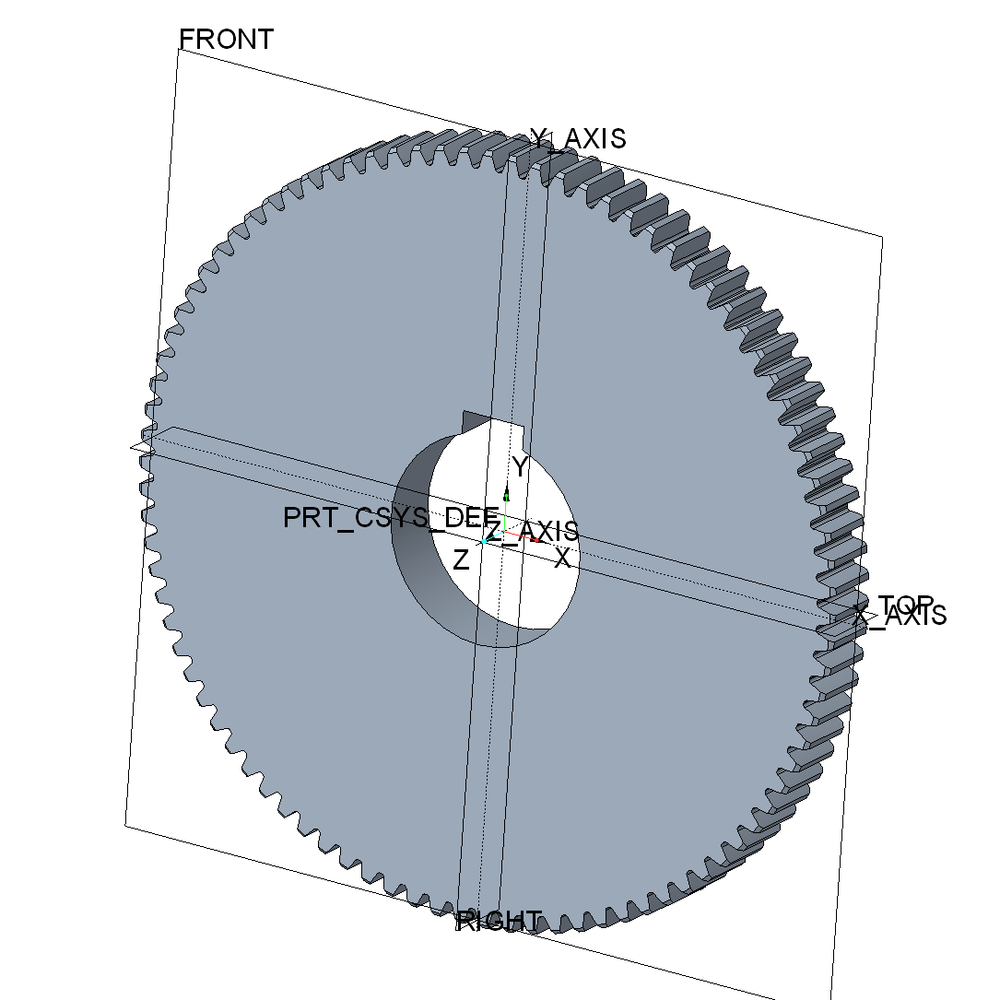 FRONT
Y_AXIS
Y
PRT_CSYS_DEF
Z_AXIS
Z
X
TOP
X_AXIS
RIGHT